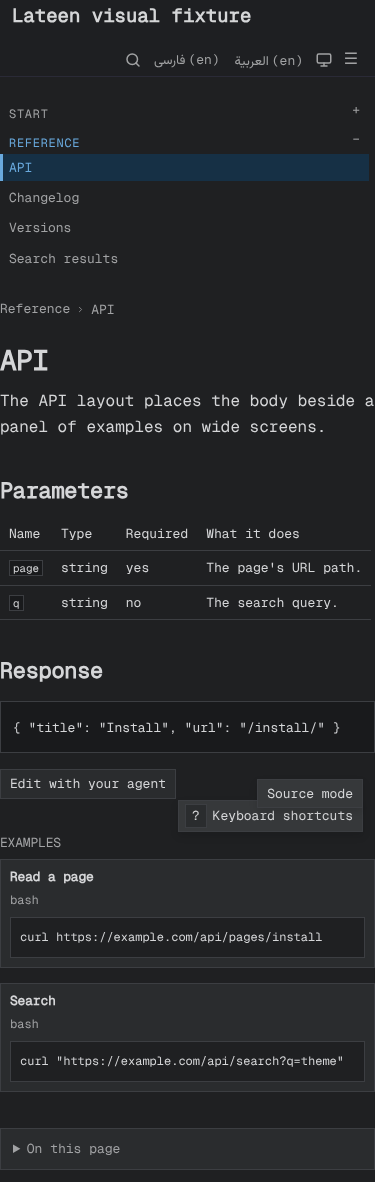 Lateen visual fixture
فارسی (en) العربية (en) ☰
START +
REFERENCE −
API
Changelog
Versions
Search results
Reference › API
API
The API layout places the body beside a
panel of examples on wide screens.
Parameters
Name Type Required What it does
page string yes The page's URL path.
q string no The search query.
Response
{ "title": "Install", "url": "/install/" }
Edit with your agent
Source mode
? Keyboard shortcuts
EXAMPLES
Read a page
bash
curl https://example.com/api/pages/install
Search
bash
curl "https://example.com/api/search?q=theme"
▶ On this page